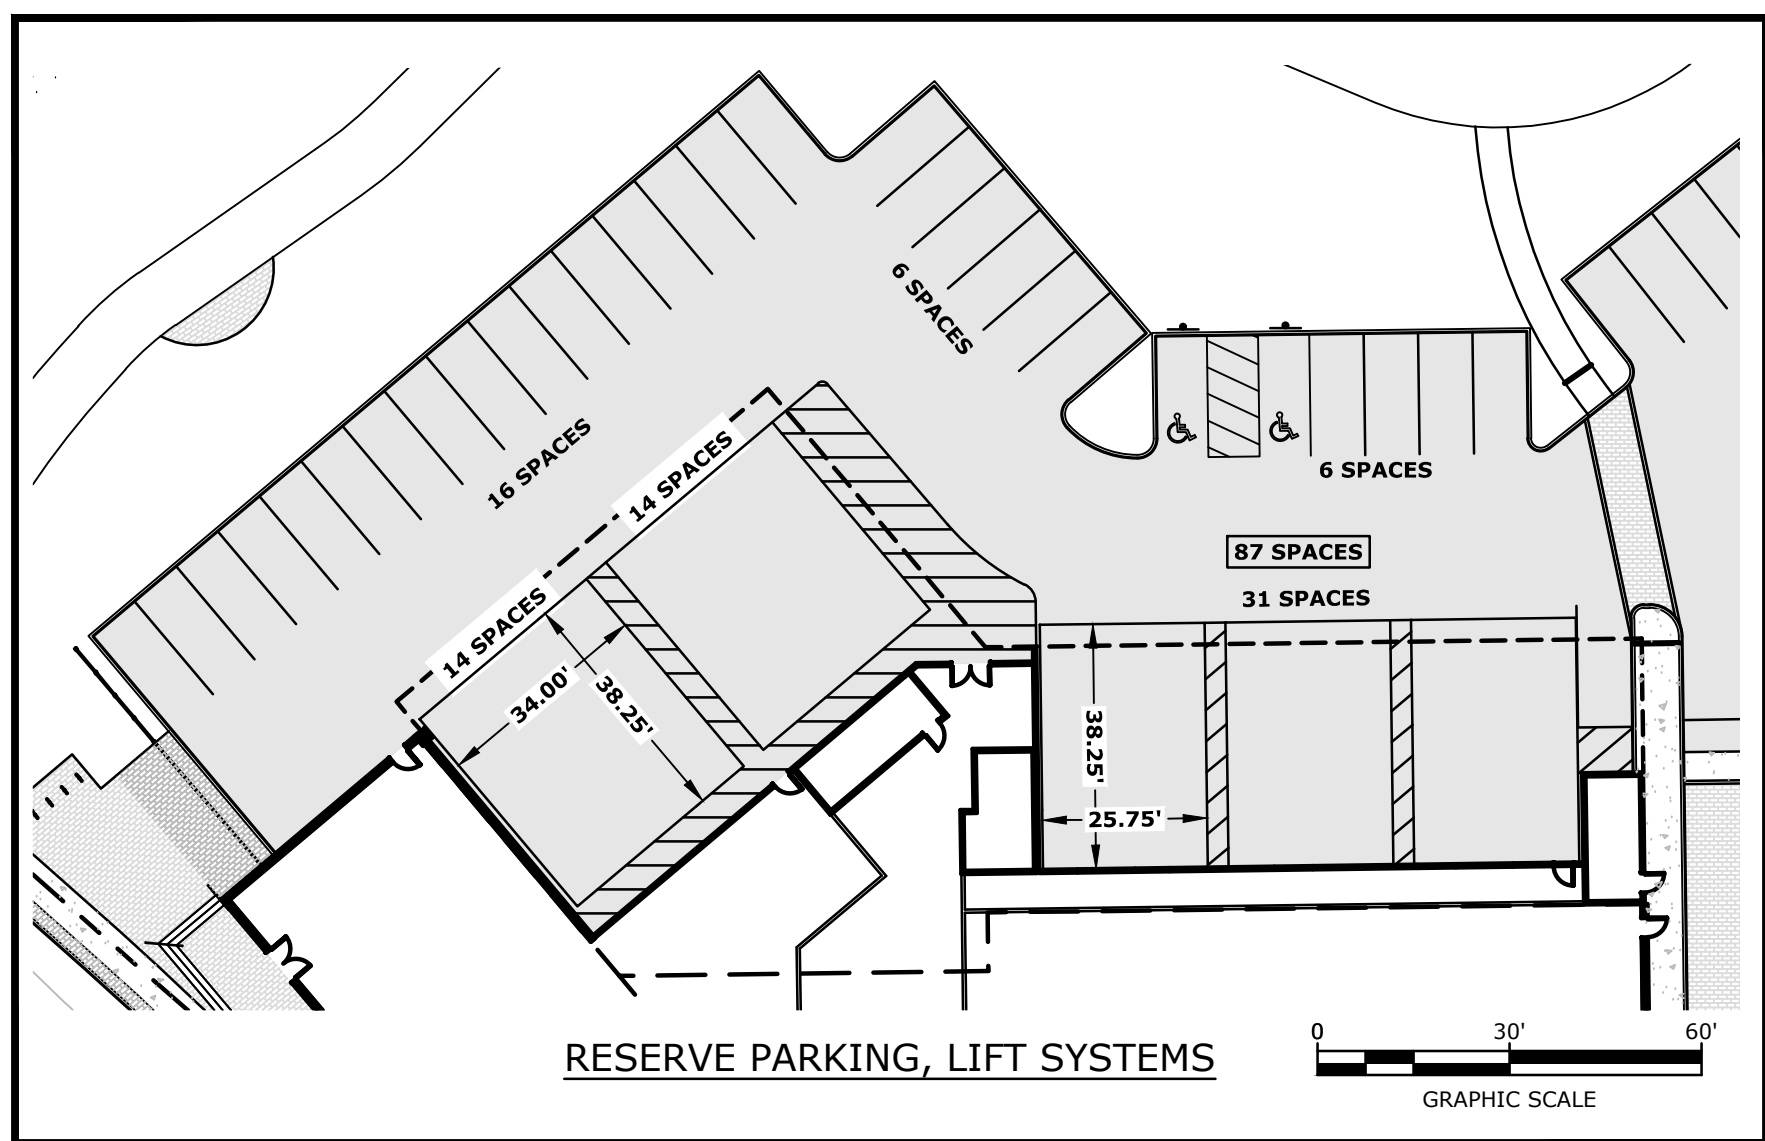 16 SPACES
6 SPACES
14 SPACES
14 SPACES
6 SPACES
87 SPACES
31 SPACES
34.00'
38.25'
38.25'
25.75'
RESERVE PARKING, LIFT SYSTEMS
0 30' 60'
GRAPHIC SCALE